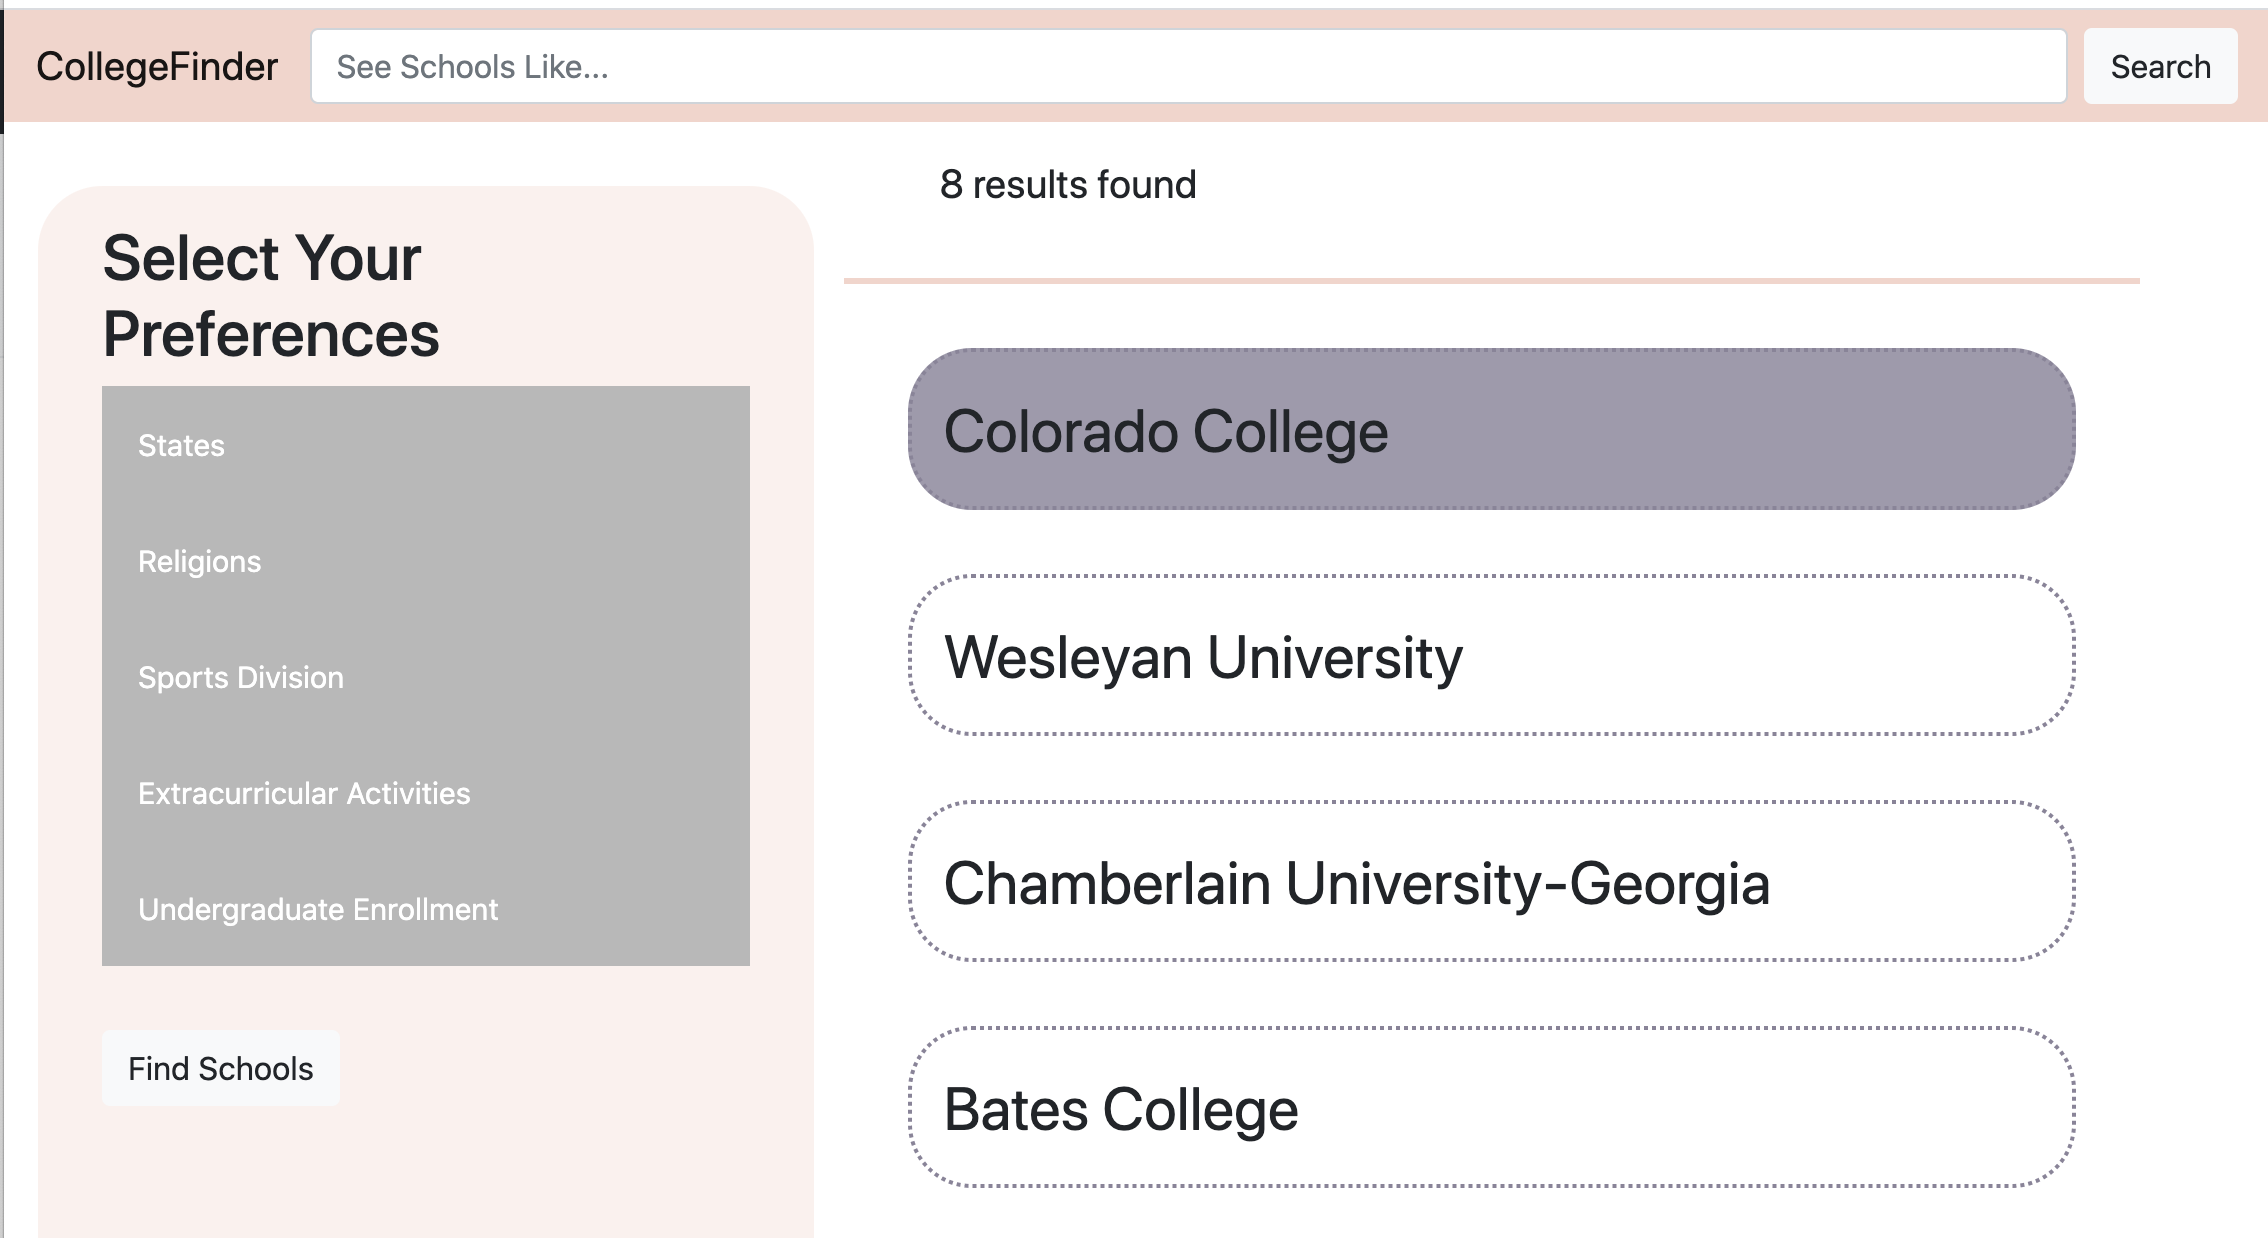 CollegeFinder
See Schools Like...
Search
8 results found
Select Your
Preferences
States
Religions
Sports Division
Extracurricular Activities
Undergraduate Enrollment
Find Schools
Colorado College
Wesleyan University
Chamberlain University-Georgia
Bates College